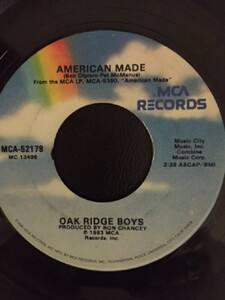 AMERICAN MADE
(Bob Dipiero-Pat McManus)
From the MCA LP, MCA-5390, "American Made"
MCA RECORDS
MCA-52179
MC 13486
Music City
Music, Inc.
Combine
Music Corp.
2:38 ASCAP/BMI
OAK RIDGE BOYS
PRODUCED BY RON CHANCEY
℗ 1983 MCA
Records, Inc.